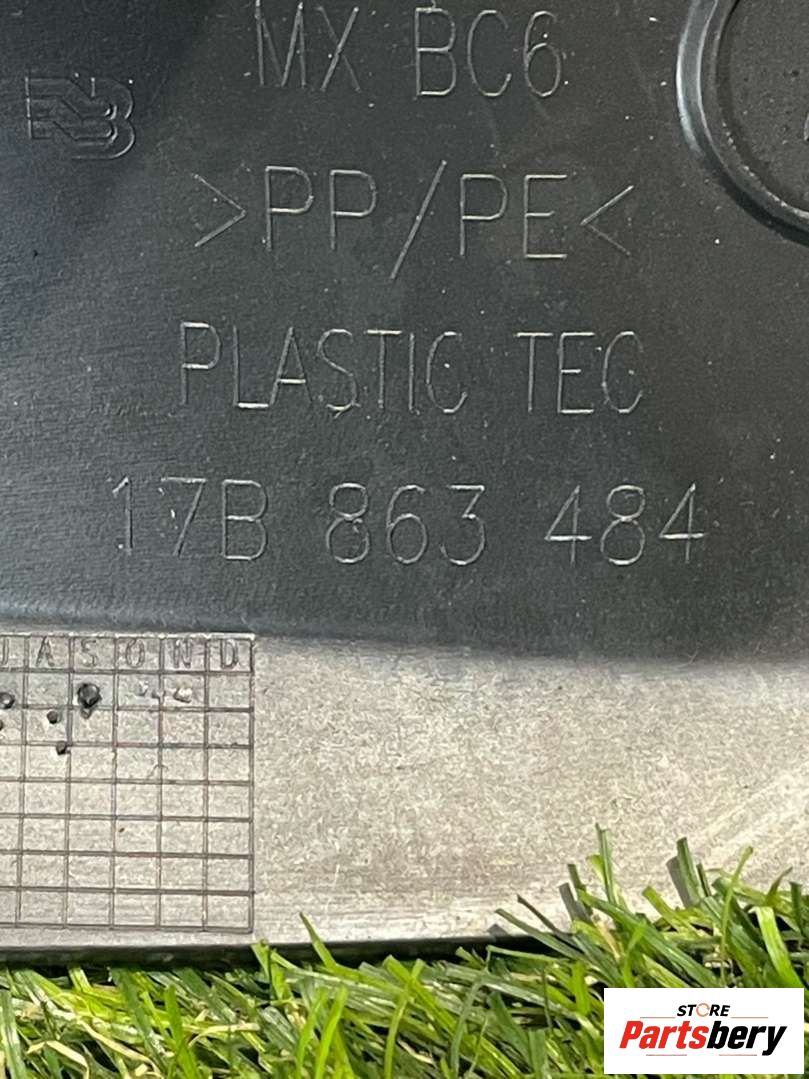 MX BC6
>PP/PE<
PLASTIC TEC
17B 863 484
J A S O N D
STORE
Partsbery